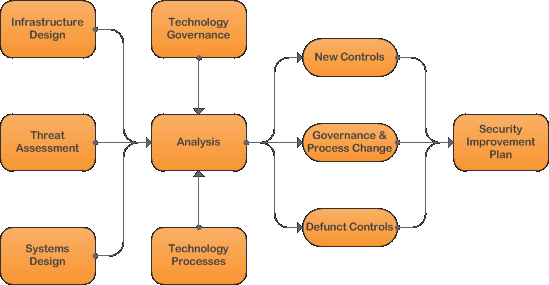 Infrastructure
Design
Technology
Governance
New Controls
Threat
Assessment
Analysis
Governance &
Process Change
Security
Improvement
Plan
Systems
Design
Technology
Processes
Defunct Controls